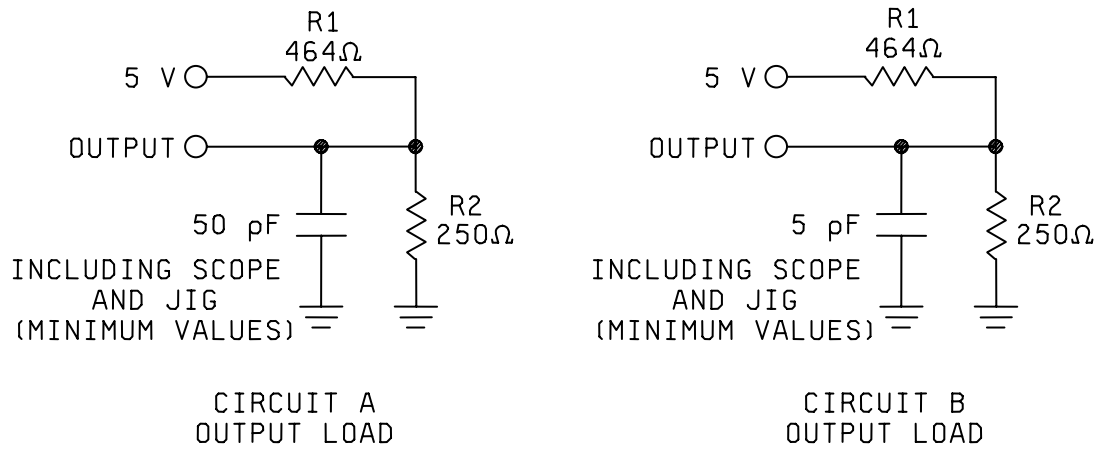 R1
464Ω
5 V
OUTPUT
50 pF
R2
250Ω
INCLUDING SCOPE
AND JIG
(MINIMUM VALUES)
CIRCUIT A
OUTPUT LOAD
R1
464Ω
5 V
OUTPUT
5 pF
R2
250Ω
INCLUDING SCOPE
AND JIG
(MINIMUM VALUES)
CIRCUIT B
OUTPUT LOAD